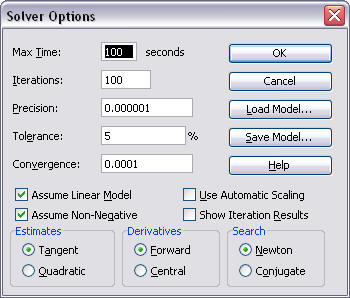 Solver Options
Max Time: 100 seconds OK
Iterations: 100 Cancel
Precision: 0.000001 Load Model...
Tolerance: 5 % Save Model...
Convergence: 0.0001 Help
Assume Linear Model Use Automatic Scaling
Assume Non-Negative Show Iteration Results
Estimates Derivatives Search
Tangent Forward Newton
Quadratic Central Conjugate